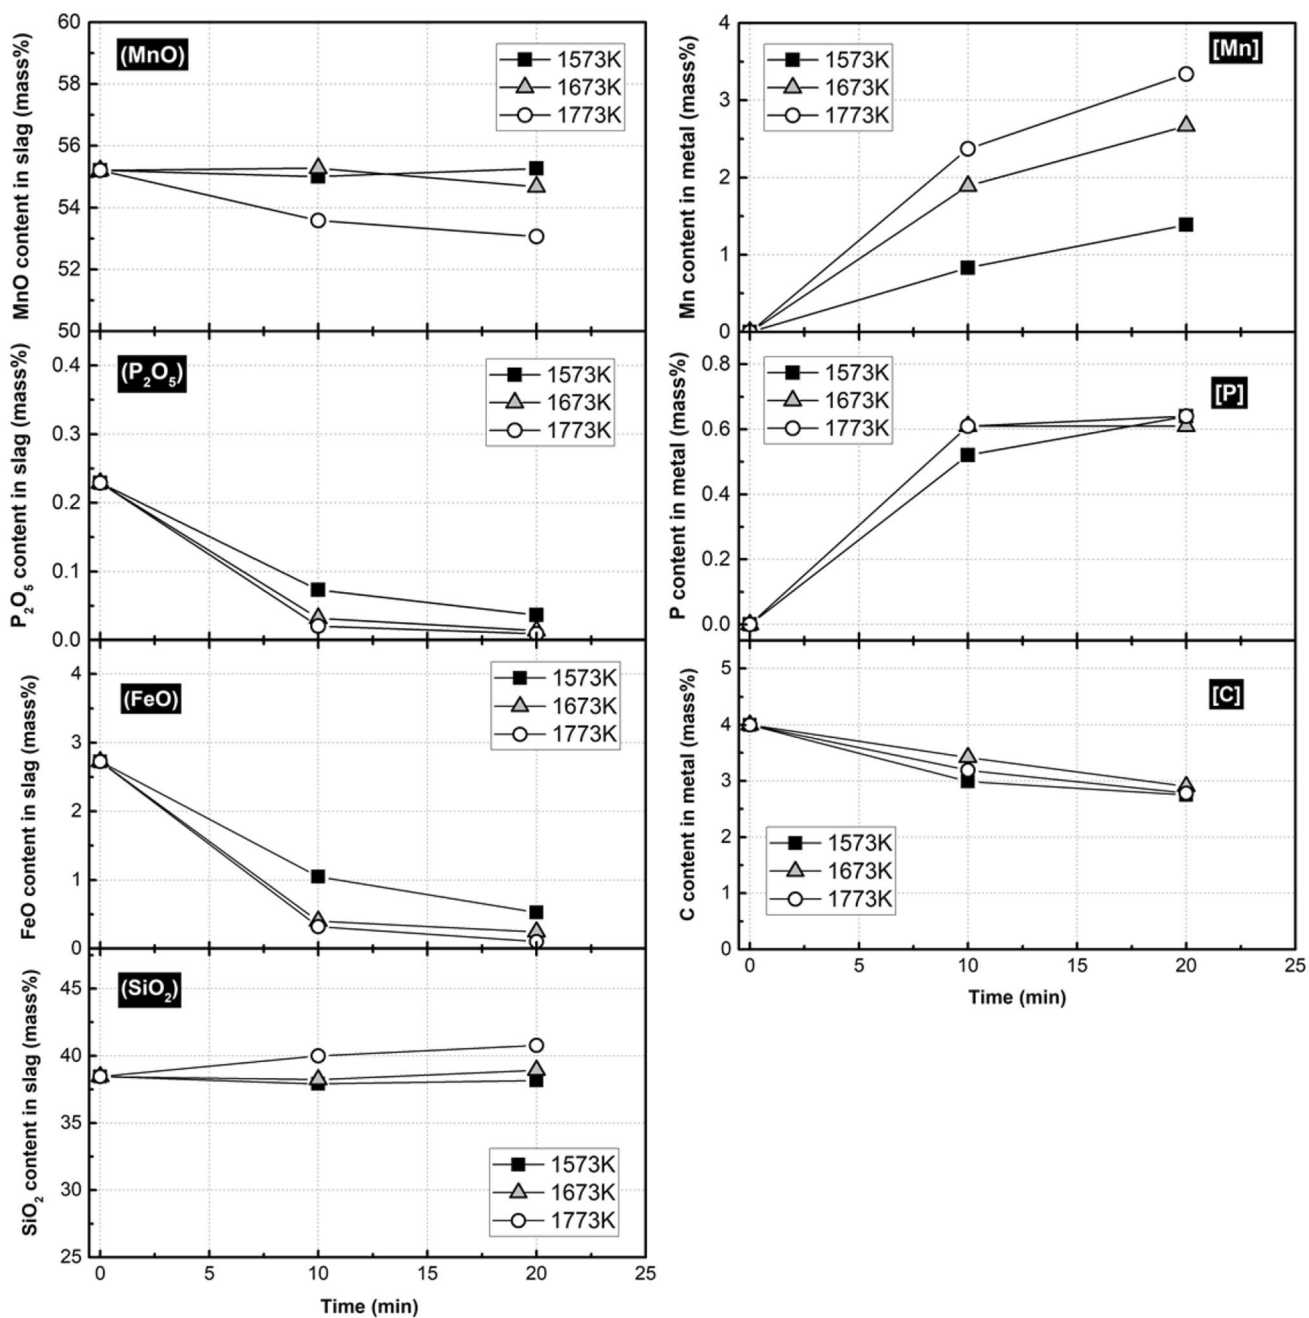 MnO content in slag (mass%)
60
58
56
54
52
50
(MnO)
1573K
1673K
1773K
P₂O₅ content in slag (mass%)
0.4
0.3
0.2
0.1
0.0
(P₂O₅)
1573K
1673K
1773K
FeO content in slag (mass%)
4
3
2
1
0
(FeO)
1573K
1673K
1773K
SiO₂ content in slag (mass%)
45
40
35
30
25
(SiO₂)
1573K
1673K
1773K
0 5 10 15 20 25
Time (min)
Mn content in metal (mass%)
4
3
2
1
0
[Mn]
1573K
1673K
1773K
P content in metal (mass%)
0.8
0.6
0.4
0.2
0.0
[P]
1573K
1673K
1773K
C content in metal (mass%)
5
4
3
2
1
0
[C]
1573K
1673K
1773K
0 5 10 15 20 25
Time (min)